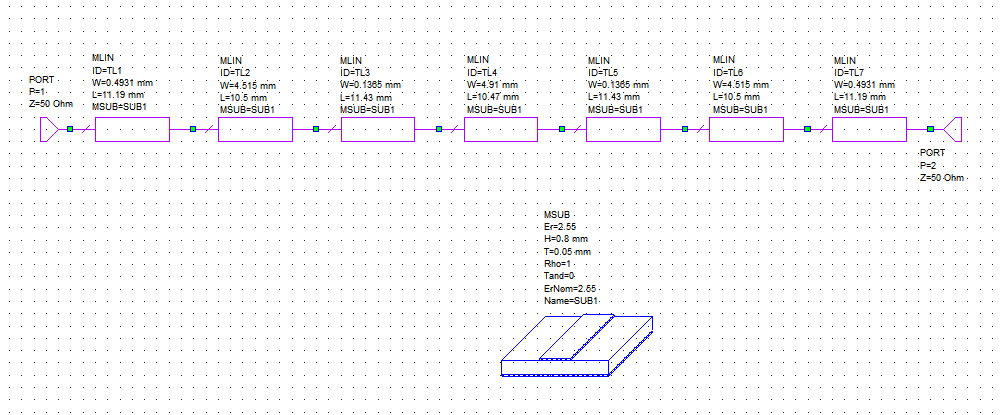 PORT
P=1
Z=50 Ohm
MLIN
ID=TL1
W=0.4931 mm
L=11.19 mm
MSUB=SUB1
MLIN
ID=TL2
W=4.515 mm
L=10.5 mm
MSUB=SUB1
MLIN
ID=TL3
W=0.1365 mm
L=11.43 mm
MSUB=SUB1
MLIN
ID=TL4
W=4.91 mm
L=10.47 mm
MSUB=SUB1
MLIN
ID=TL5
W=0.1365 mm
L=11.43 mm
MSUB=SUB1
MLIN
ID=TL6
W=4.515 mm
L=10.5 mm
MSUB=SUB1
MLIN
ID=TL7
W=0.4931 mm
L=11.19 mm
MSUB=SUB1
PORT
P=2
Z=50 Ohm
MSUB
Er=2.55
H=0.8 mm
T=0.05 mm
Rho=1
Tand=0
ErNom=2.55
Name=SUB1